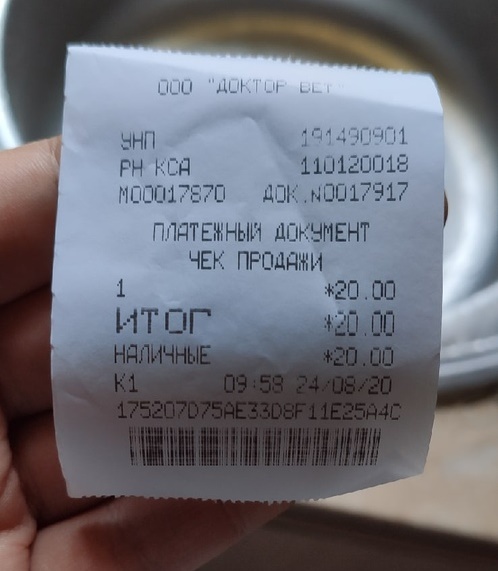 ООО "ДОКТОР ВЕТ"
УНП 191490901
РН КСА 110120018
М00017870 ДОК.N0017917
ПЛАТЕЖНЫЙ ДОКУМЕНТ
ЧЕК ПРОДАЖИ
1 *20.00
ИТОГ *20.00
НАЛИЧНЫЕ *20.00
К1 09:58 24/08/20
175207D75AE33D8F11E25A4C